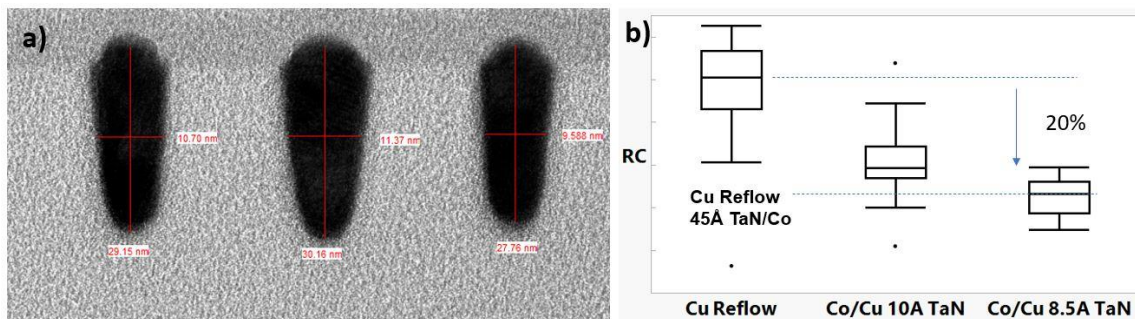 a)
10.70 nm
11.37 nm
9.588 nm
29.15 nm
30.16 nm
27.76 nm
b)
20%
RC
Cu Reflow
45Å TaN/Co
Cu Reflow
Co/Cu 10A TaN
Co/Cu 8.5A TaN